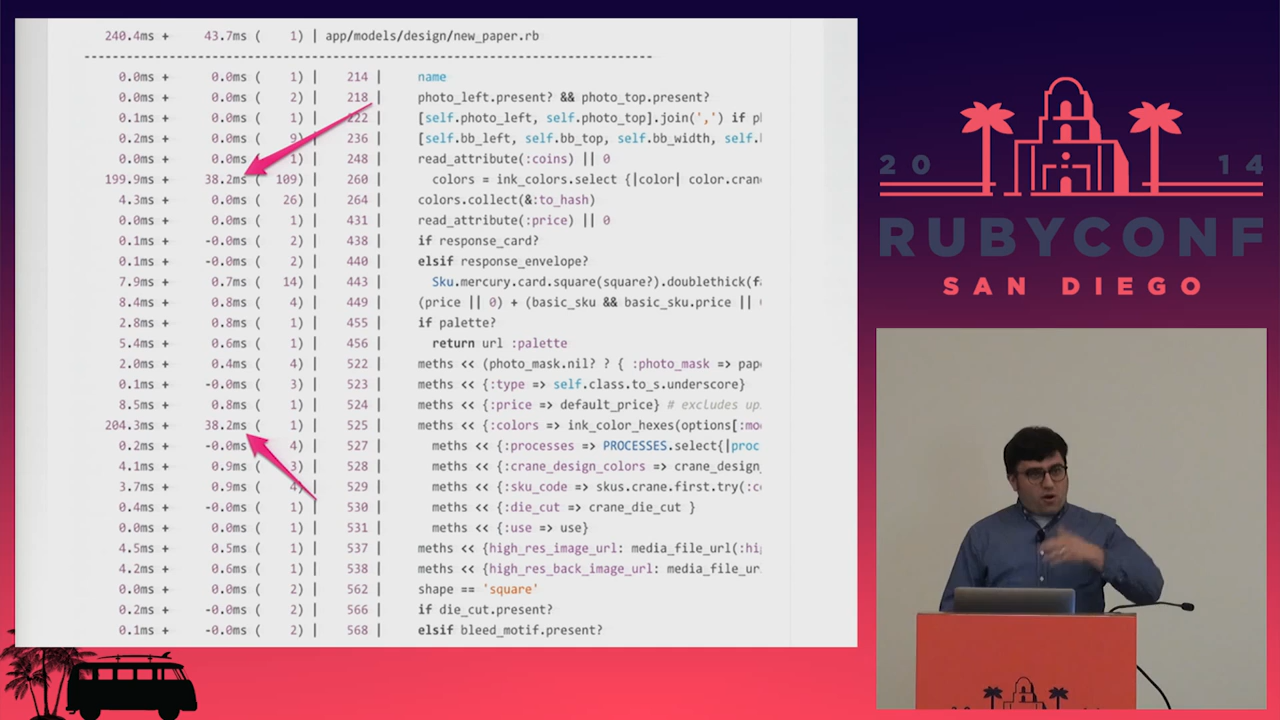 240.4ms + 43.7ms ( 1) | app/models/design/new_paper.rb
0.0ms + 0.0ms ( 1) | 214 | name
0.0ms + 0.0ms ( 2) | 218 | photo_left.present? && photo_top.present?
0.1ms + 0.0ms ( 1) | 222 | [self.photo_left, self.photo_top].join(',') if
0.2ms + 0.0ms ( 9) | 236 | [self.bb_left, self.bb_top, self.bb_width, self.
0.0ms + 0.0ms ( 1) | 248 | read_attribute(:coins) || 0
199.9ms + 38.2ms ( 109) | 260 | colors = ink_colors.select {|color| color.cran
4.3ms + 0.0ms ( 26) | 264 | colors.collect(&:to_hash)
0.0ms + 0.0ms ( 1) | 431 | read_attribute(:price) || 0
0.1ms + -0.0ms ( 2) | 438 | if response_card?
0.1ms + -0.0ms ( 2) | 440 | elsif response_envelope?
7.9ms + 0.7ms ( 14) | 443 | Sku.mercury.card.square(square?).doublethick(f
8.4ms + 0.8ms ( 4) | 449 | (price || 0) + (basic_sku && basic_sku.price ||
2.8ms + 0.8ms ( 1) | 455 | if palette?
5.4ms + 0.6ms ( 1) | 456 | return url :palette
2.0ms + 0.4ms ( 4) | 522 | meths << (photo_mask.nil? ? { :photo_mask => pap
0.1ms + -0.0ms ( 3) | 523 | meths << {:type => self.class.to_s.underscore}
8.5ms + 0.8ms ( 1) | 524 | meths << {:price => default_price} # excludes up
204.3ms + 38.2ms ( 1) | 525 | meths << {:colors => ink_color_hexes(options[:mo
0.2ms + -0.0ms ( 4) | 527 | meths << {:processes => PROCESSES.select{|proc
4.1ms + 0.9ms ( 3) | 528 | meths << {:crane_design_colors => crane_design_
3.7ms + 0.9ms ( 4) | 529 | meths << {:sku_code => skus.crane.first.try(:c
0.4ms + -0.0ms ( 1) | 530 | meths << {:die_cut => crane_die_cut }
0.0ms + 0.0ms ( 1) | 531 | meths << {:use => use}
4.5ms + 0.5ms ( 1) | 537 | meths << {high_res_image_url: media_file_url(:hi
4.2ms + 0.6ms ( 1) | 538 | meths << {high_res_back_image_url: media_file_ur
0.0ms + 0.0ms ( 2) | 562 | shape == 'square'
0.2ms + -0.0ms ( 2) | 566 | if die_cut.present?
0.1ms + -0.0ms ( 2) | 568 | elsif bleed_motif.present?
20 14
RUBYCONF
SAN DIEGO